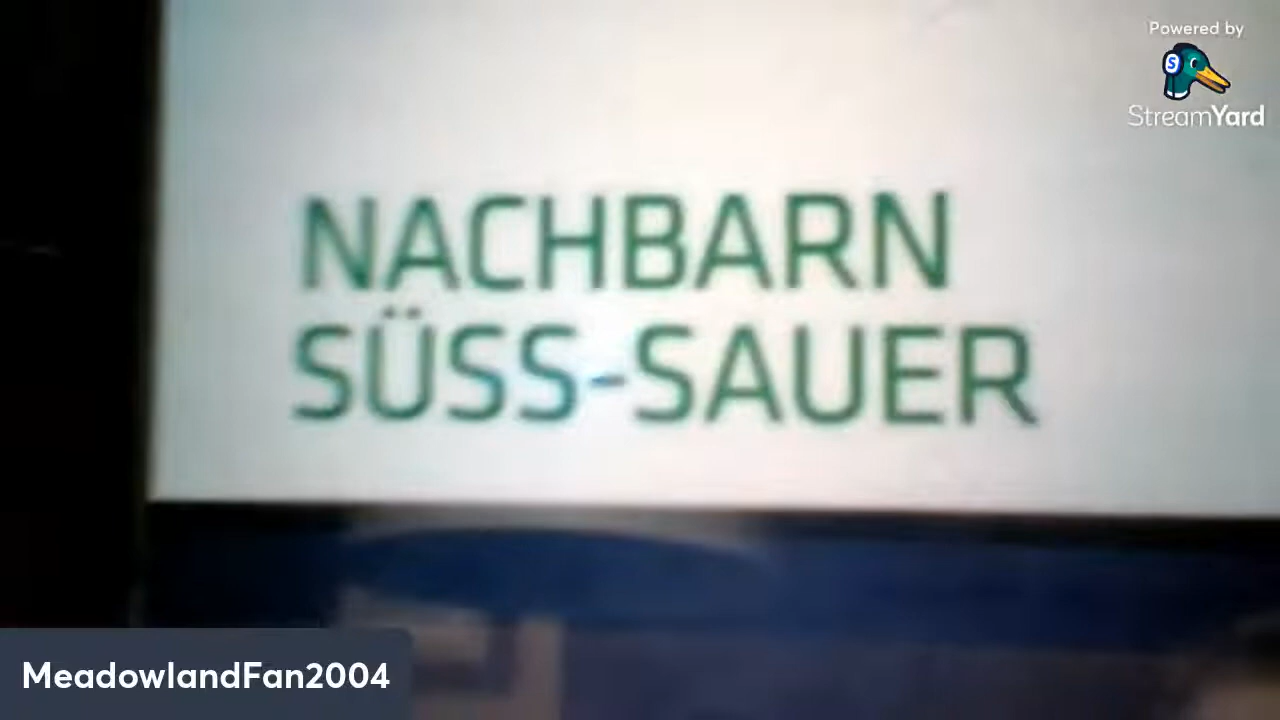 Powered by
StreamYard
NACHBARN
SÜSS-SAUER
MeadowlandFan2004